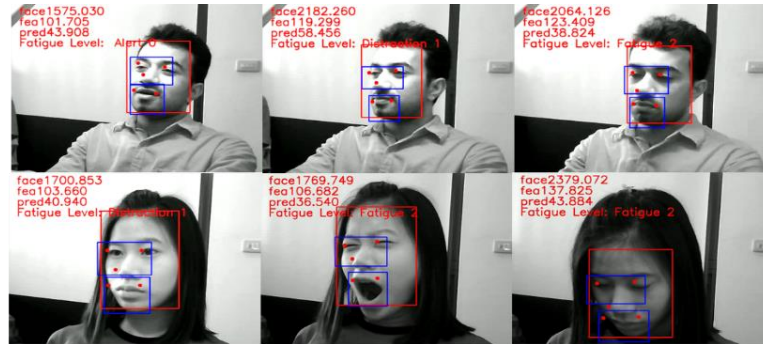 face1575.030
fea101.705
pred43.908
Fatigue Level: Alert 0
face2182.260
fea119.299
pred58.456
Fatigue Level: Distraction 1
face2064.126
fea123.409
pred38.824
Fatigue Level: Fatigue 2
face1700.853
fea103.660
pred40.940
Fatigue Level: Distraction 1
face1769.749
fea106.682
pred36.540
Fatigue Level: Fatigue 2
face2379.072
fea137.825
pred43.884
Fatigue Level: Fatigue 2